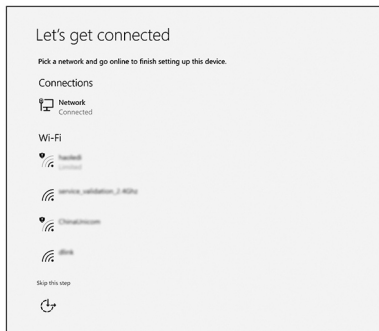 Let's get connected
Pick a network and go online to finish setting up this device.
Connections
Network
Connected
Wi-Fi
Limited
service_validation_2.4Ghz
ChinaUnicom
dlink
Skip this step